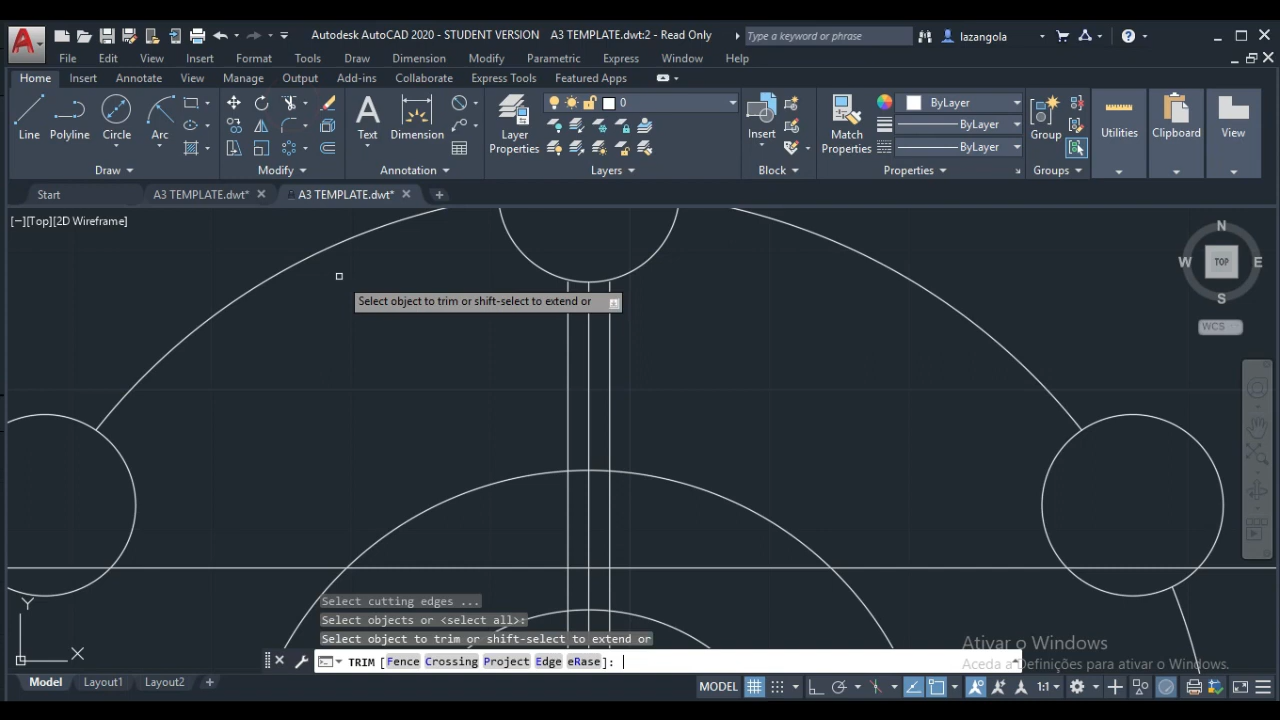 Autodesk AutoCAD 2020 - STUDENT VERSION A3 TEMPLATE.dwt:2 - Read Only
Type a keyword or phrase
lazangola
File Edit View Insert Format Tools Draw Dimension Modify Parametric Express Window Help
Home Insert Annotate View Manage Output Add-ins Collaborate Express Tools Featured Apps
Line Polyline Circle Arc
Text Dimension
Layer Properties
0
Insert
Match Properties
ByLayer
ByLayer
ByLayer
Group
Utilities Clipboard View
Draw Modify Annotation Layers Block Properties Groups
Start A3 TEMPLATE.dwt* A3 TEMPLATE.dwt*
[−][Top][2D Wireframe]
N
W TOP E
S
WCS
Select object to trim or shift-select to extend or
Y
X
Select cutting edges ...
Select objects or <select all>:
Select object to trim or shift-select to extend or
TRIM [Fence Crossing Project Edge eRase]:
Ativar o Windows
Aceda a Definições para ativar o Windows.
Model Layout1 Layout2
MODEL 1:1